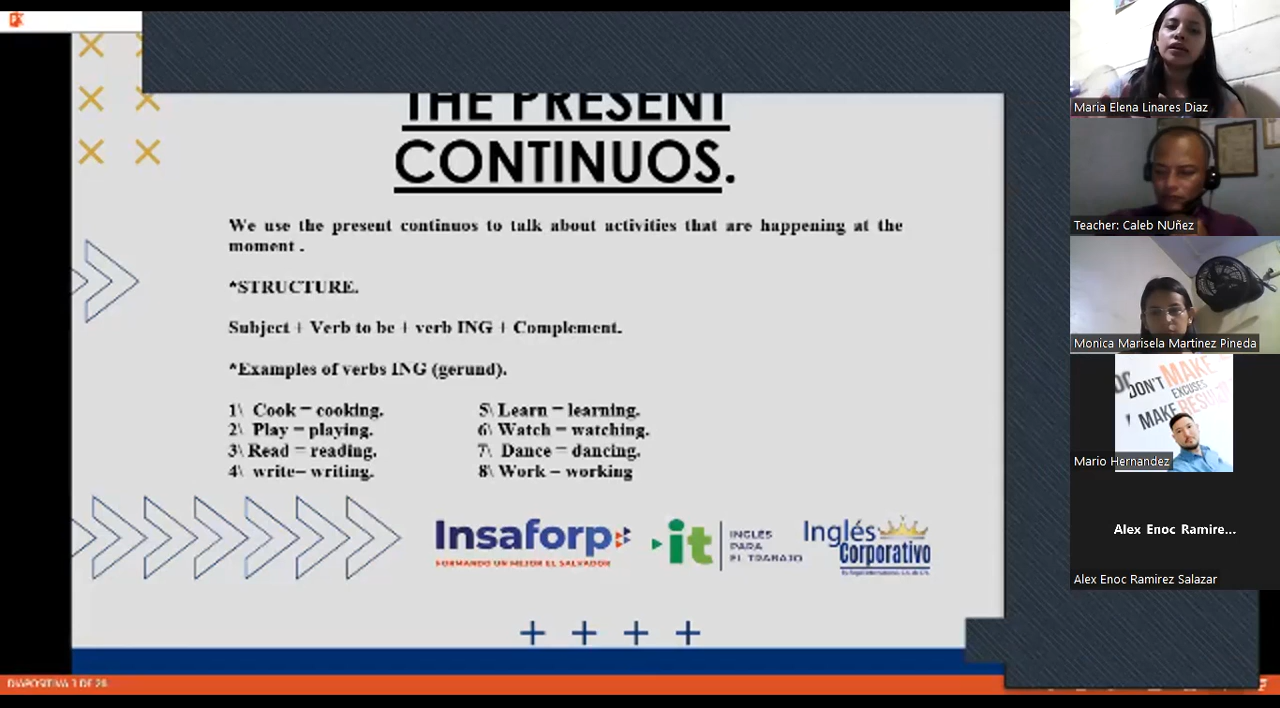 THE PRESENT
CONTINUOS.
We use the present continuos to talk about activities that are happening at the
moment .
*STRUCTURE.
Subject + Verb to be + verb ING + Complement.
*Examples of verbs ING (gerund).
1\ Cook = cooking.
2\ Play = playing.
3\ Read = reading.
4\ write= writing.
5\ Learn = learning.
6\ Watch = watching.
7\ Dance = dancing.
8\ Work = working
Insaforp
FORMANDO UN MEJOR EL SALVADOR
it
INGLÉS
PARA
EL TRABAJO
Inglés
Corporativo
DIAPOSITIVA 3 DE 28
Maria Elena Linares Diaz
Teacher: Caleb NUñez
Monica Marisela Martinez Pineda
DON'T MAKE
EXCUSES
MAKE RESULTS
Mario Hernandez
Alex Enoc Ramire...
Alex Enoc Ramirez Salazar